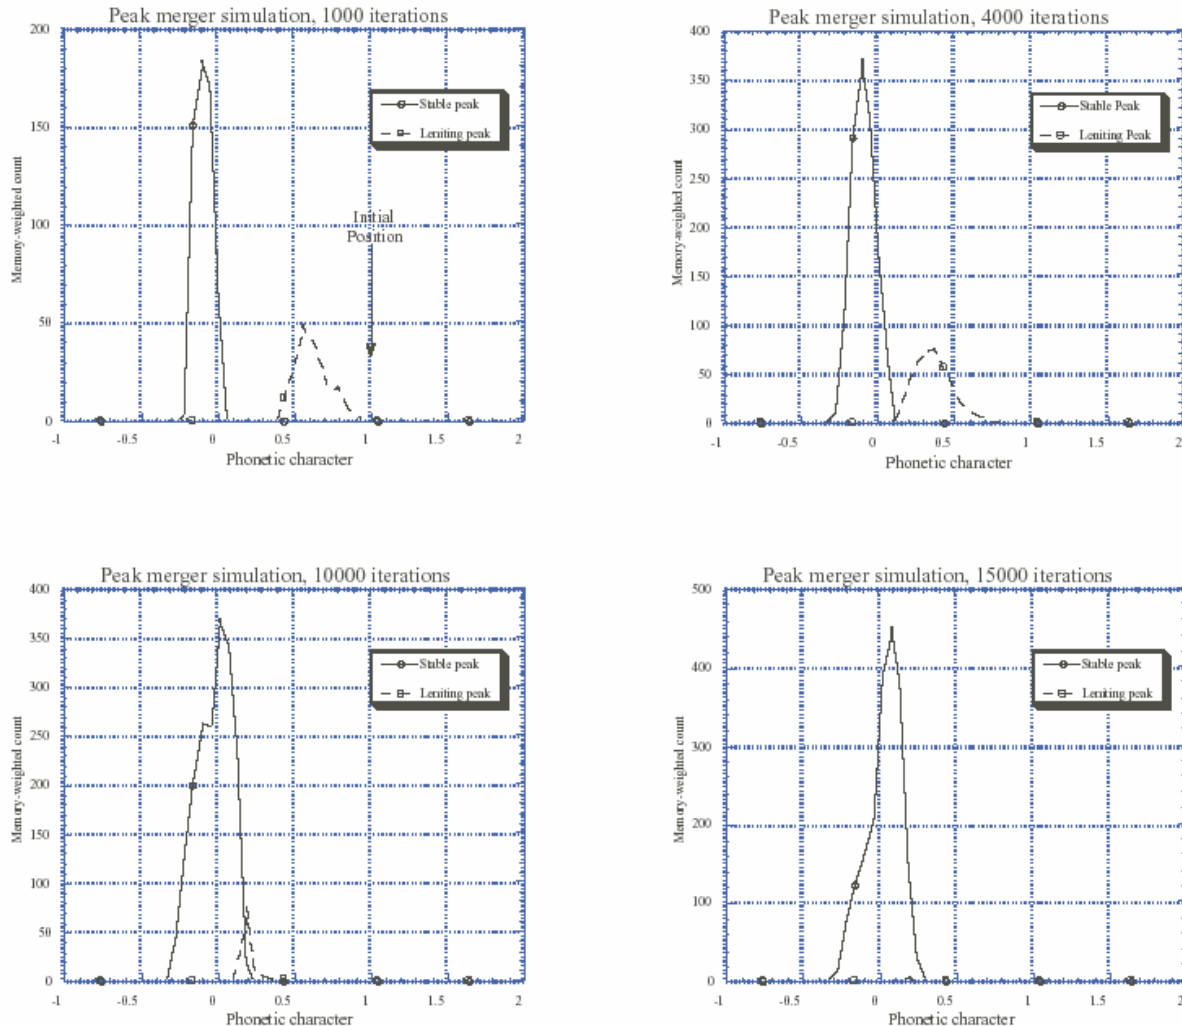 Peak merger simulation, 1000 iterations
200
150
100
50
0
Memory-weighted count
Stable peak
Leniting peak
Initial
Position
-1
-0.5
0
0.5
1.0
1.5
2
Phonetic character
Peak merger simulation, 4000 iterations
400
350
300
250
200
150
100
50
0
Memory-weighted count
Stable Peak
Leniting Peak
-1
-0.5
0
0.5
1.0
1.5
2
Phonetic character
Peak merger simulation, 10000 iterations
400
350
300
250
200
150
100
50
0
Memory-weighted count
Stable peak
Leniting peak
-1
-0.5
0
0.5
1.0
1.5
2
Phonetic character
Peak merger simulation, 15000 iterations
500
400
300
200
100
0
Memory-weighted count
Stable peak
Leniting peak
-1
-0.5
0
0.5
1.0
1.5
2
Phonetic character